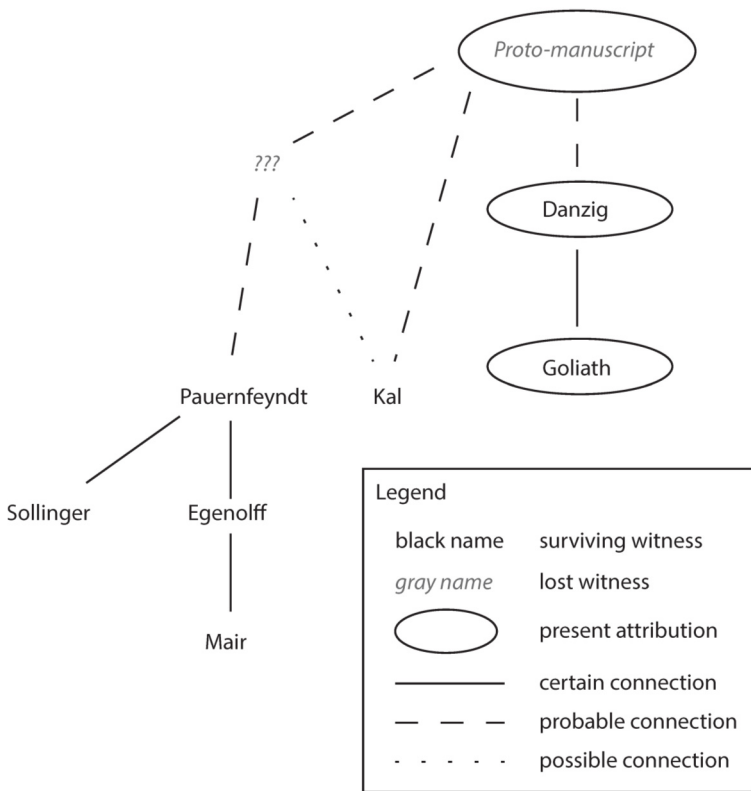 Proto-manuscript
???
Danzig
Goliath
Pauernfeyndt
Kal
Sollinger
Egenolff
Mair
Legend
black name surviving witness
gray name lost witness
present attribution
certain connection
probable connection
possible connection